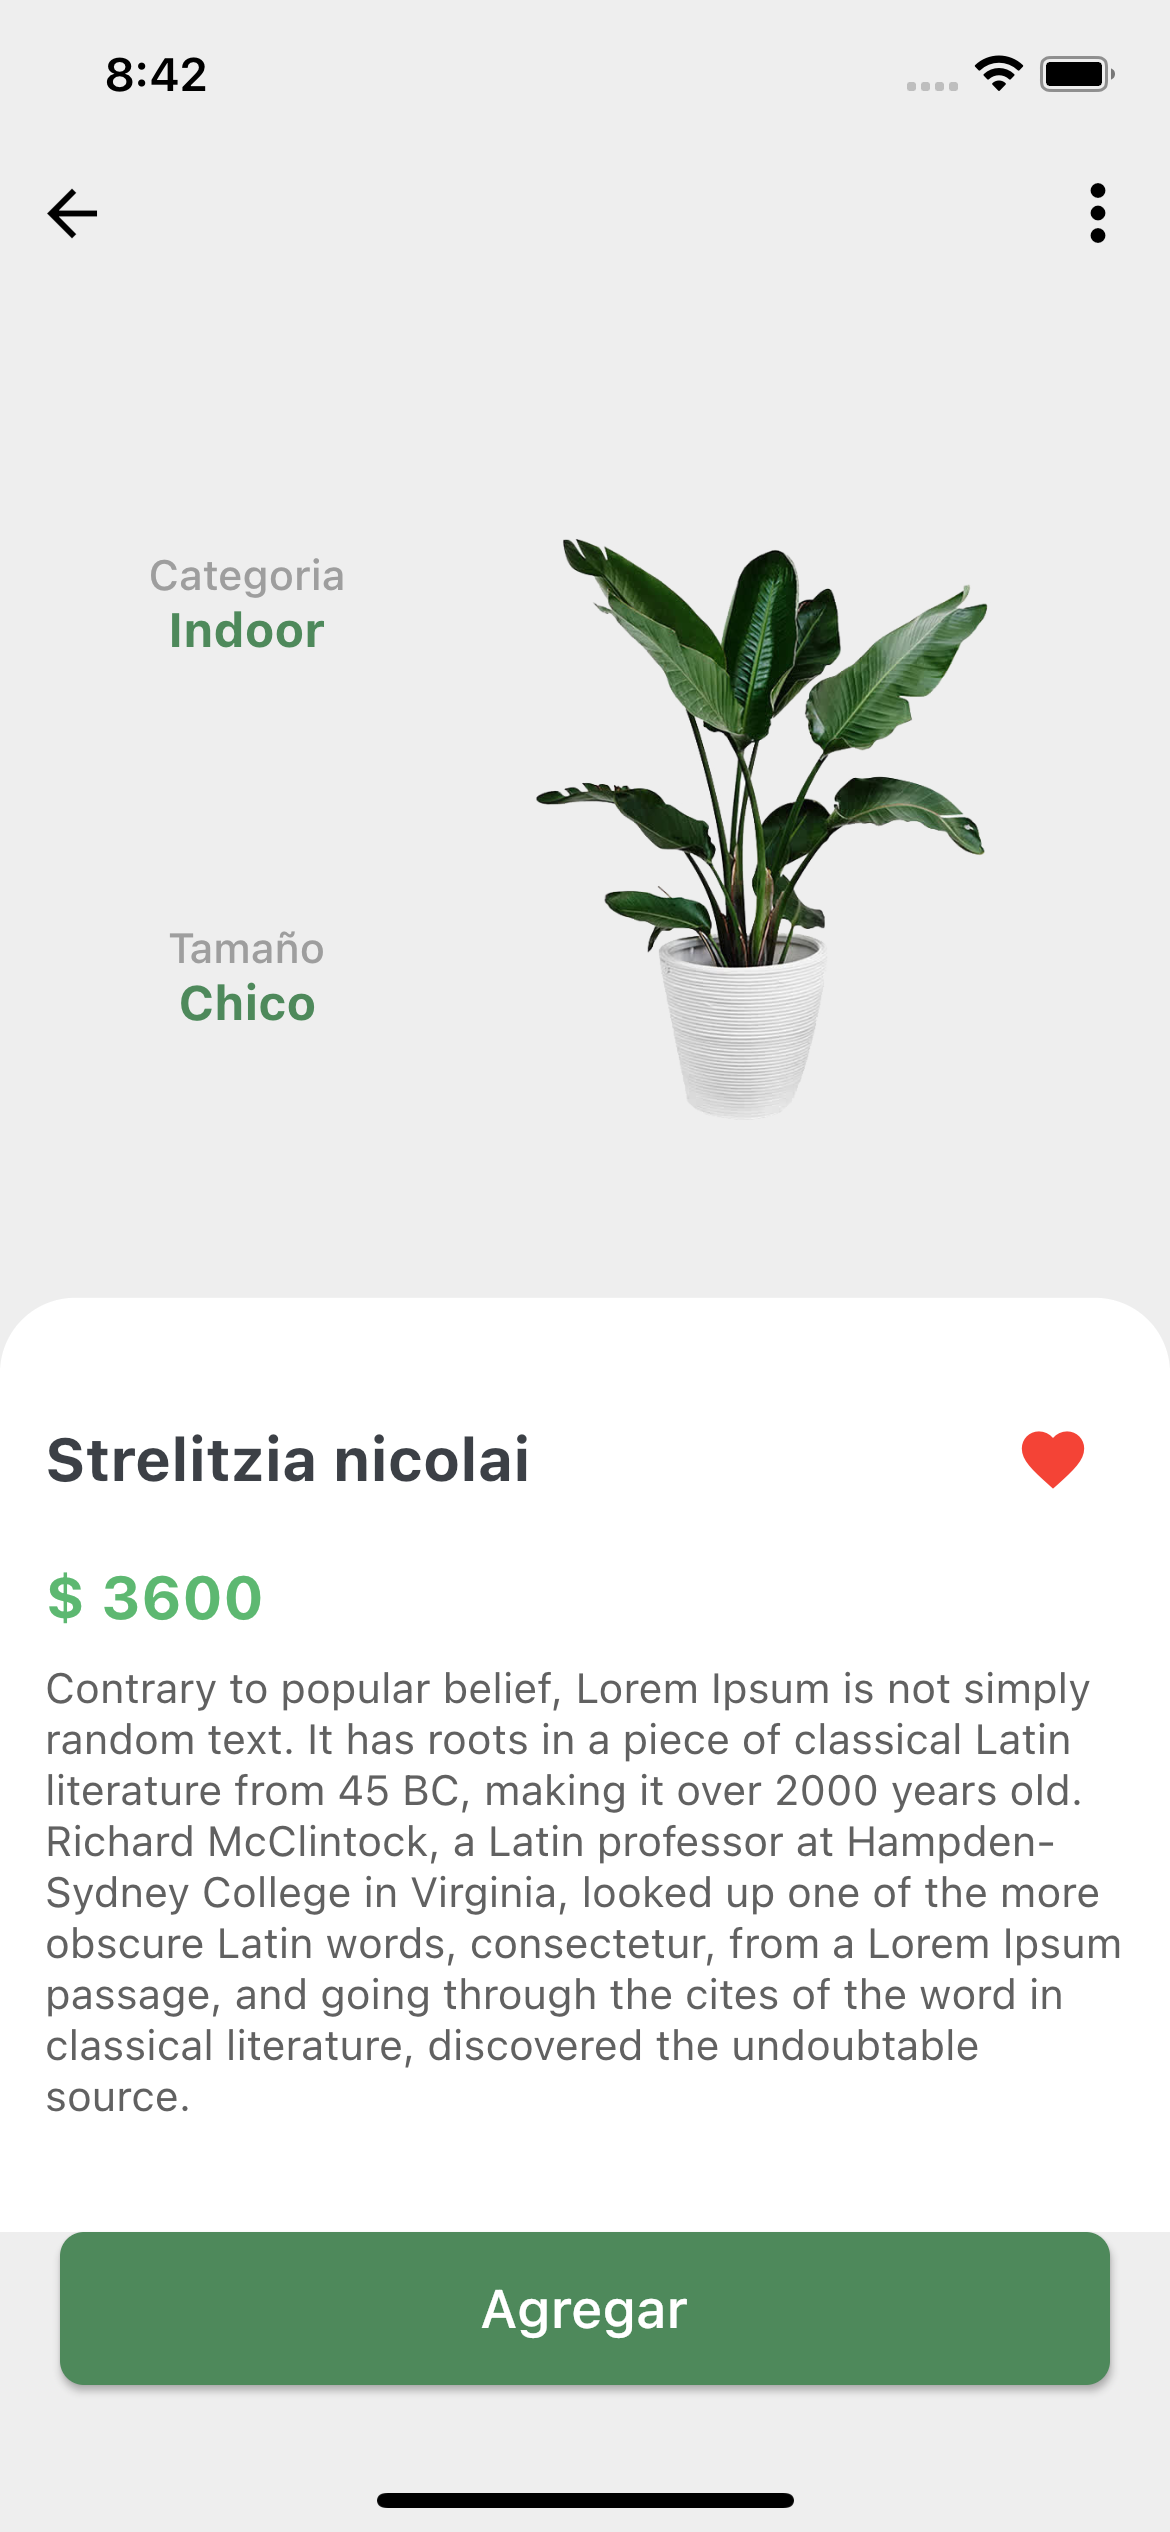 8:42
Categoria
Indoor
Tamaño
Chico
Strelitzia nicolai
$ 3600
Contrary to popular belief, Lorem Ipsum is not simply
random text. It has roots in a piece of classical Latin
literature from 45 BC, making it over 2000 years old.
Richard McClintock, a Latin professor at Hampden-
Sydney College in Virginia, looked up one of the more
obscure Latin words, consectetur, from a Lorem Ipsum
passage, and going through the cites of the word in
classical literature, discovered the undoubtable
source.
Agregar